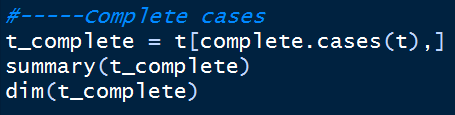 #-----Complete cases
t_complete = t[complete.cases(t),]
summary(t_complete)
dim(t_complete)